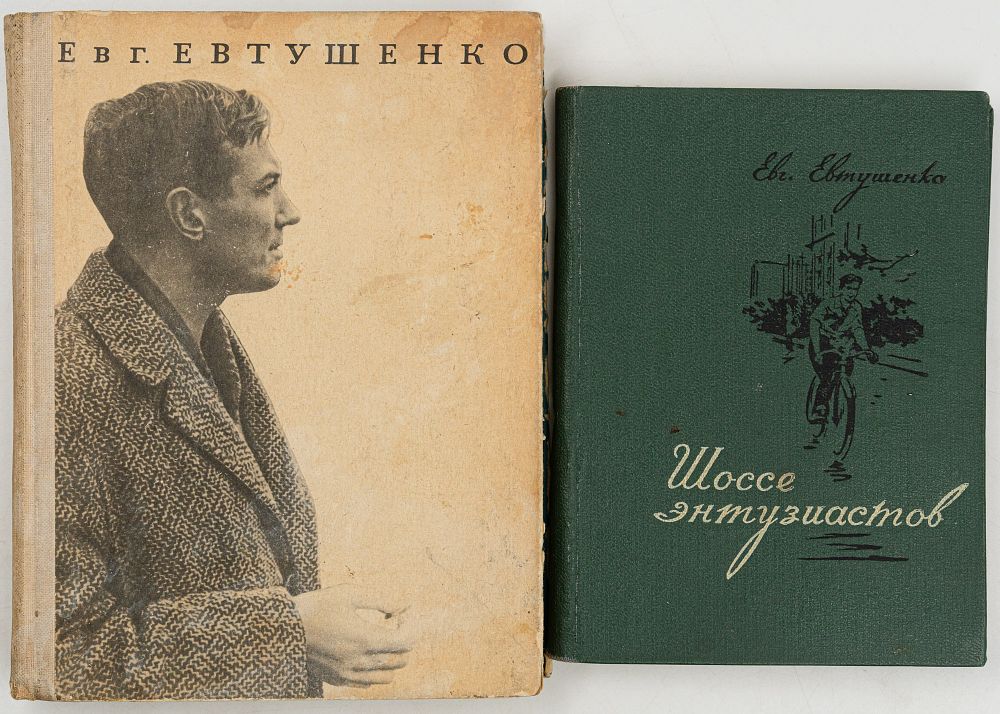 Евг. ЕВТУШЕНКО
Евг. Евтушенко
Шоссе
энтузиастов